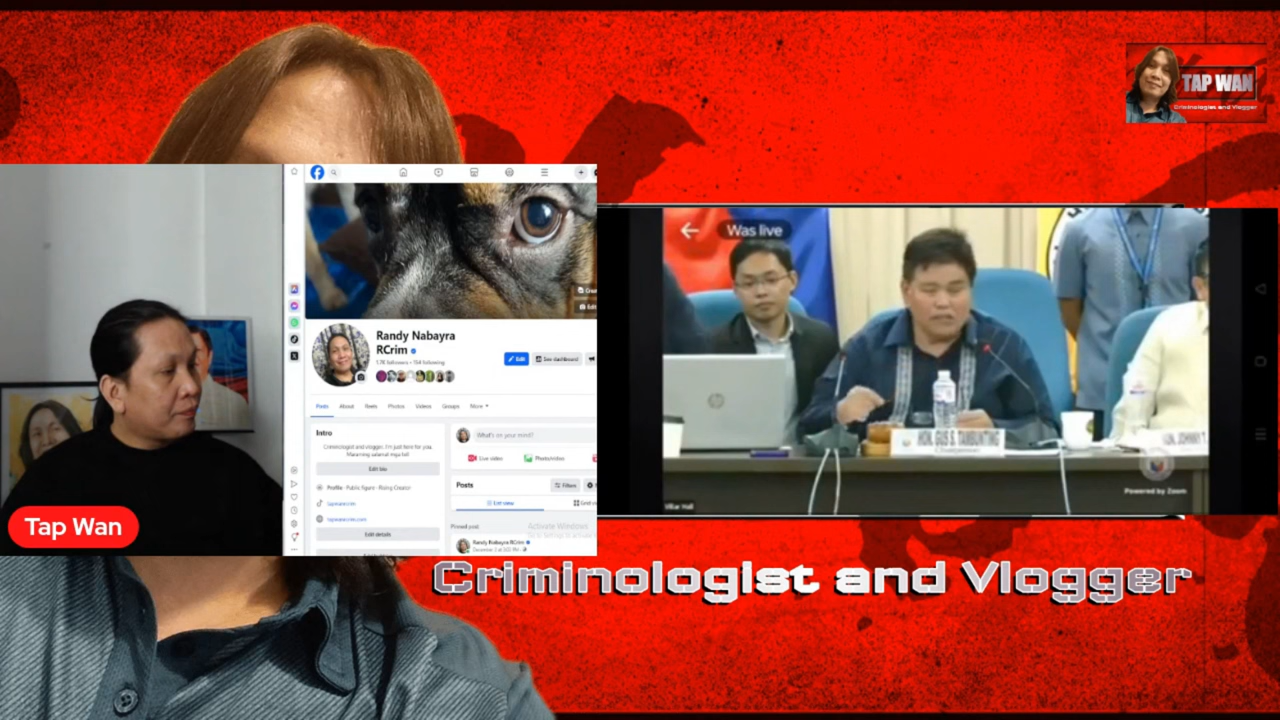 TAP WAN
Criminologist and Vlogger
Was live
Randy Nabayra
RCrim
Edit
See dashboard
Posts
About
Reels
Photos
Videos
Groups
More
Intro
Criminologist and vlogger. I'm just here for you.
Maraming salamat mga
Edit bio
Profile · Public figure · Rising Creator
Edit details
What's on your mind?
Live video
Photo/video
Posts
Filters
List view
Pinned post
Activate Windows
Randy Nabayra RCrim
Tap Wan
HON. GUS S. TAMBUNTING
Powered by Zoom
Villar Hall
Criminologist and Vlogger